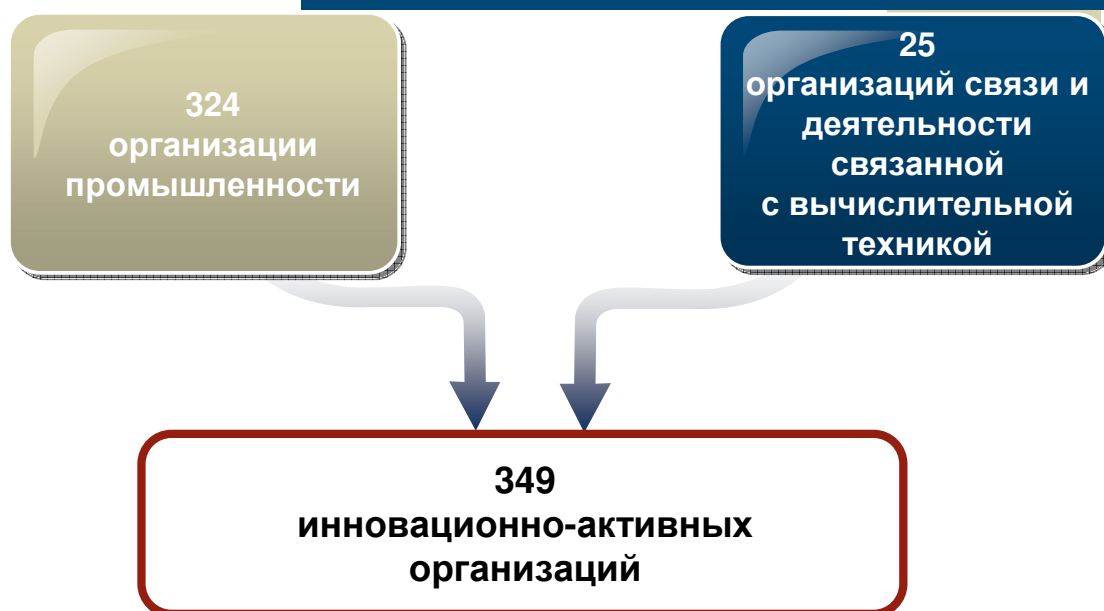 324
организации
промышленности
25
организаций связи и
деятельности
связанной
с вычислительной
техникой
349
инновационно-активных
организаций